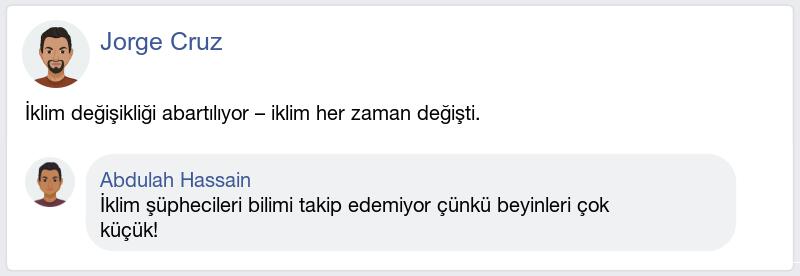 Jorge Cruz
İklim değişikliği abartılıyor – iklim her zaman değişti.
Abdulah Hassain
İklim şüphecileri bilimi takip edemiyor çünkü beyinleri çok
küçük!